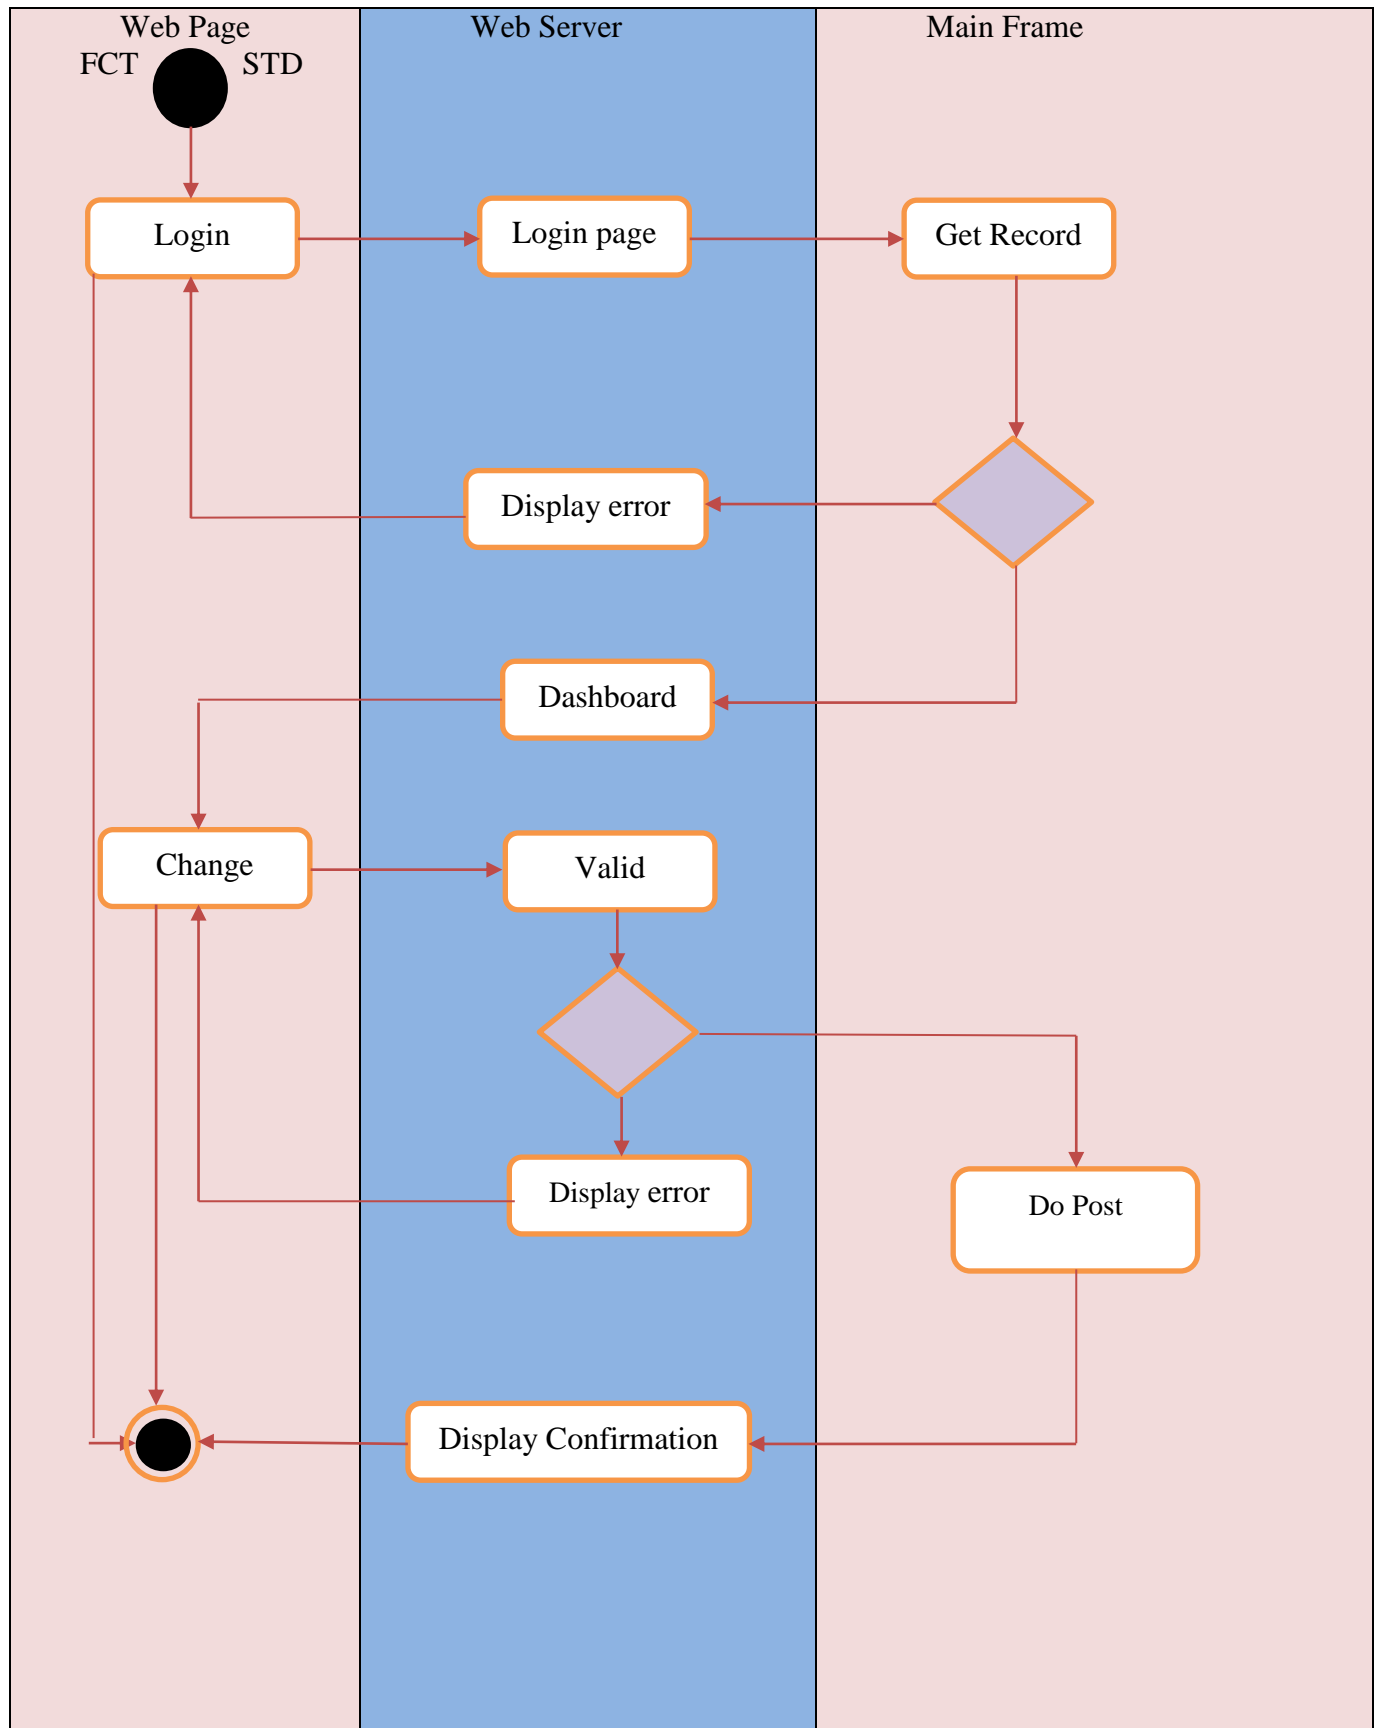 Web Page
Web Server
Main Frame
FCT
STD
Login
Login page
Get Record
Display error
Dashboard
Change
Valid
Display error
Do Post
Display Confirmation